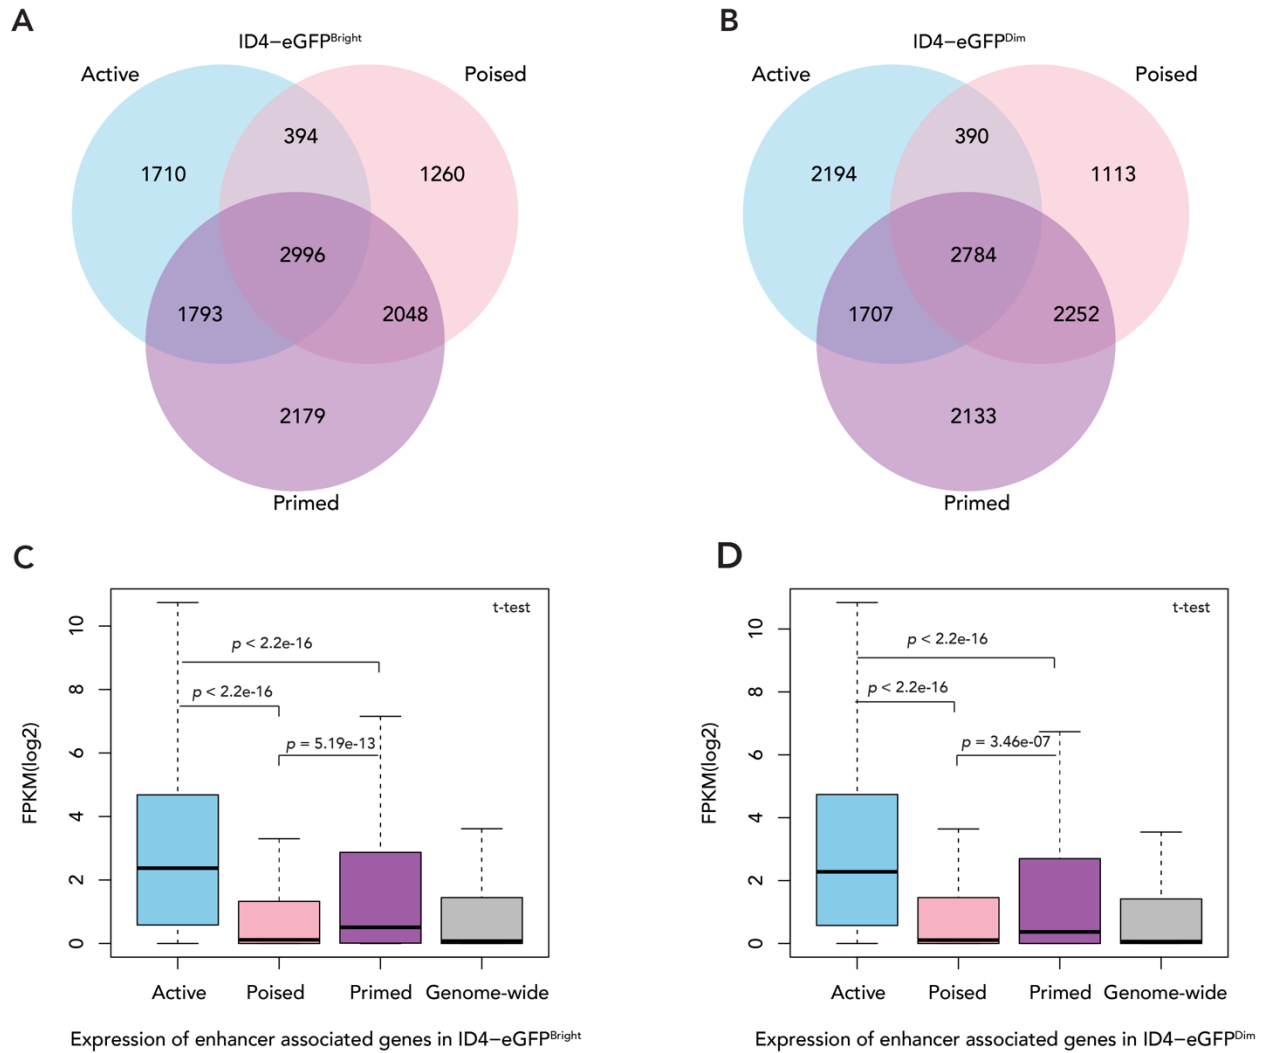 A
ID4−eGFPBright
Active
Poised
394
1710
1260
2996
1793
2048
2179
Primed
B
ID4−eGFPDim
Active
Poised
390
2194
1113
2784
1707
2252
2133
Primed
C
t-test
p < 2.2e-16
p < 2.2e-16
p = 5.19e-13
FPKM(log2)
10
8
6
4
2
0
Active Poised Primed Genome-wide
Expression of enhancer associated genes in ID4−eGFPBright
D
t-test
p < 2.2e-16
p < 2.2e-16
p = 3.46e-07
FPKM(log2)
10
8
6
4
2
0
Active Poised Primed Genome-wide
Expression of enhancer associated genes in ID4−eGFPDim